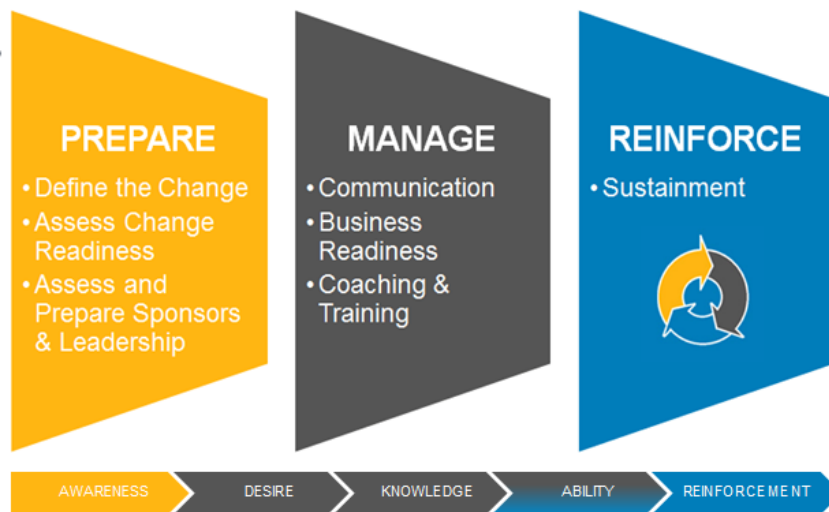 PREPARE
• Define the Change
• Assess Change
Readiness
• Assess and
Prepare Sponsors
& Leadership
MANAGE
• Communication
• Business
Readiness
• Coaching &
Training
REINFORCE
• Sustainment
AWARENESS
DESIRE
KNOWLEDGE
ABILITY
REINFORCEMENT